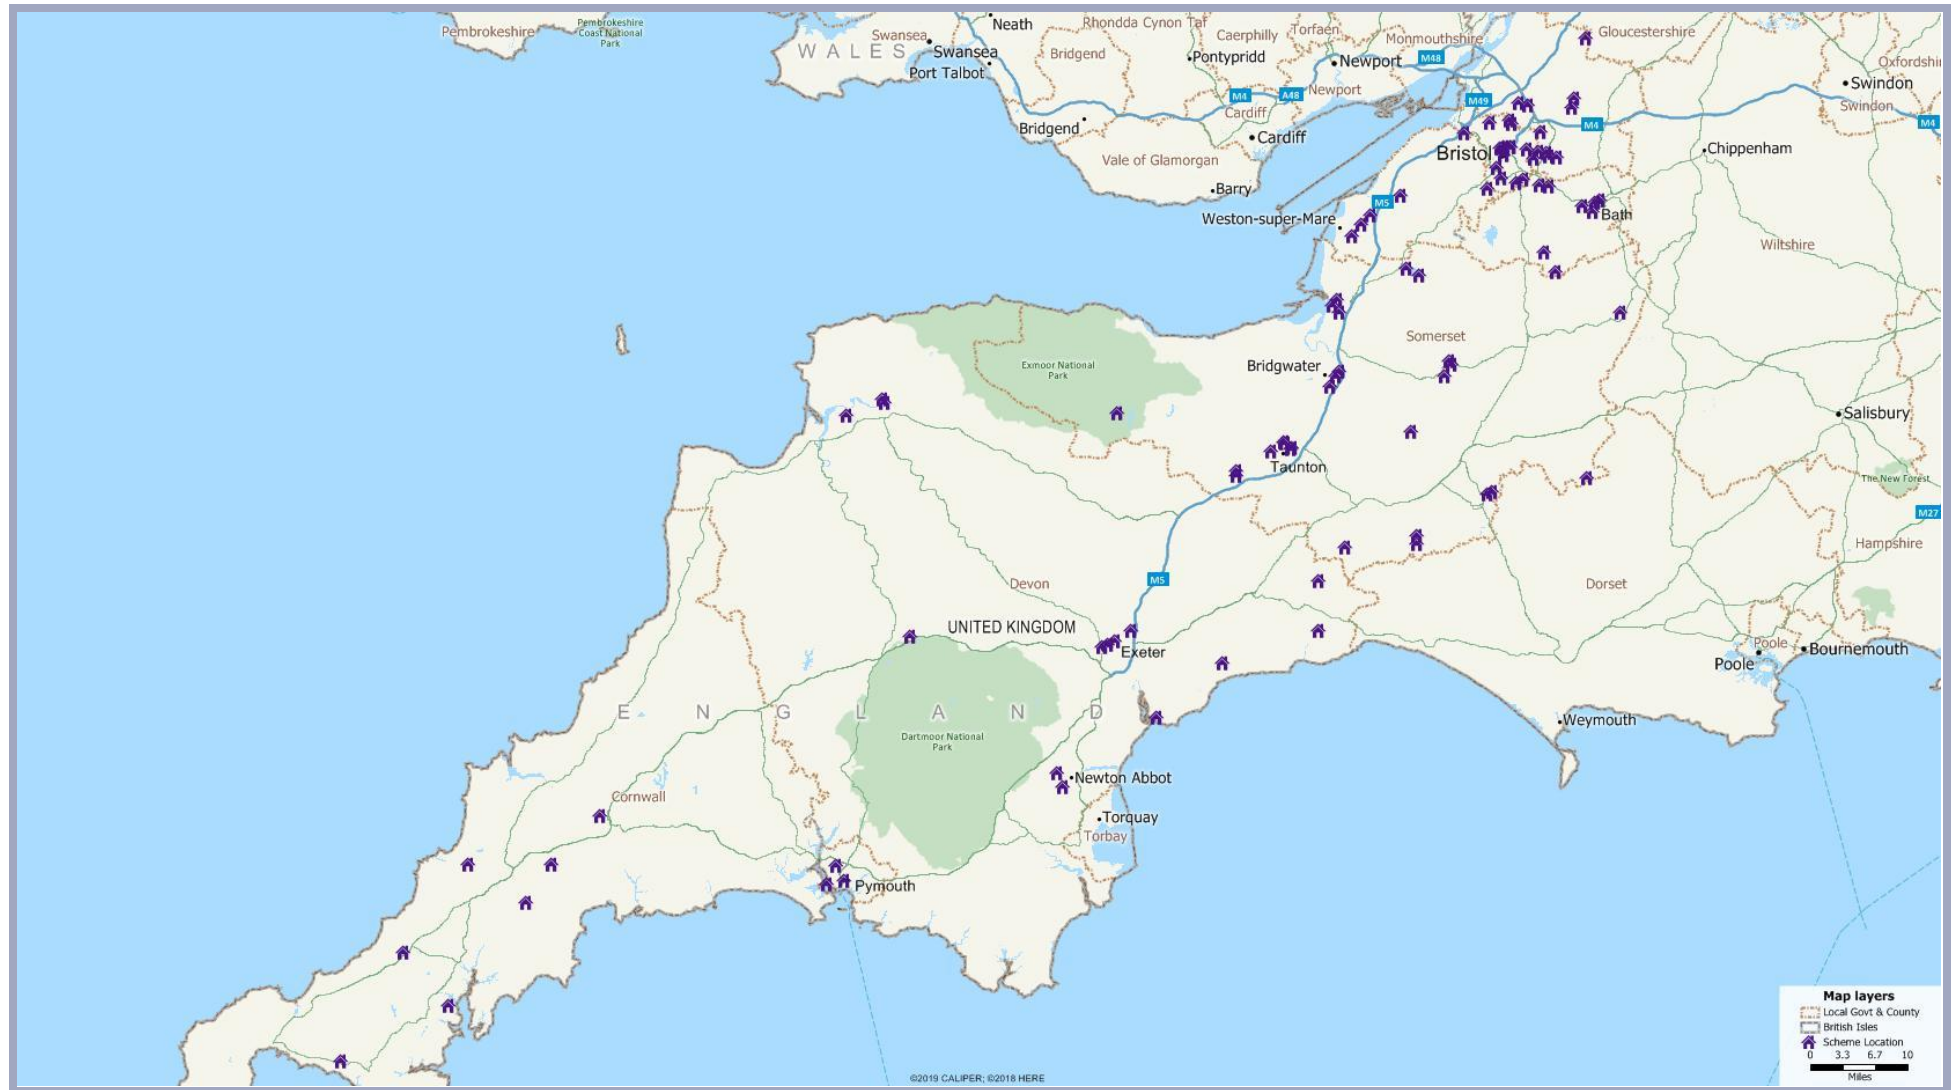 Pembrokeshire
Pembrokeshire
Coast National
Park
Swansea
WALES
Swansea
Port Talbot
Neath
Rhondda Cynon Taf
Bridgend
Caerphilly
Torfaen
Monmouthshire
Gloucestershire
Pontypridd
Newport
M48
Oxfordshi
Swindon
Swindon
M4
A48
Newport
M49
Cardiff
M4
M4
Bridgend
Cardiff
Bristol
Chippenham
Vale of Glamorgan
Barry
M5
Weston-super-Mare
Bath
Wiltshire
Somerset
Exmoor National
Park
Bridgwater
Salisbury
Taunton
The New Forest
M27
Hampshire
M5
Devon
Dorset
UNITED KINGDOM
Exeter
Poole
Poole
Bournemouth
ENGLAND
Weymouth
Dartmoor National
Park
Newton Abbot
Cornwall
Torquay
Torbay
Pymouth
Map layers
Local Govt & County
British Isles
Scheme Location
0 3.3 6.7 10
Miles
©2019 CALIPER; ©2018 HERE